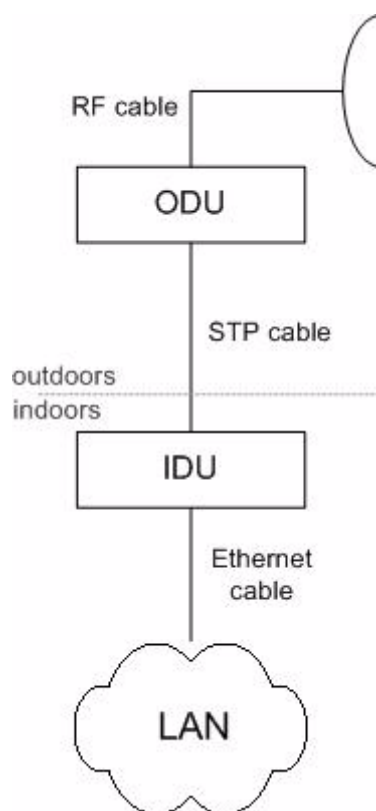 RF cable
ODU
STP cable
outdoors
indoors
IDU
Ethernet
cable
LAN